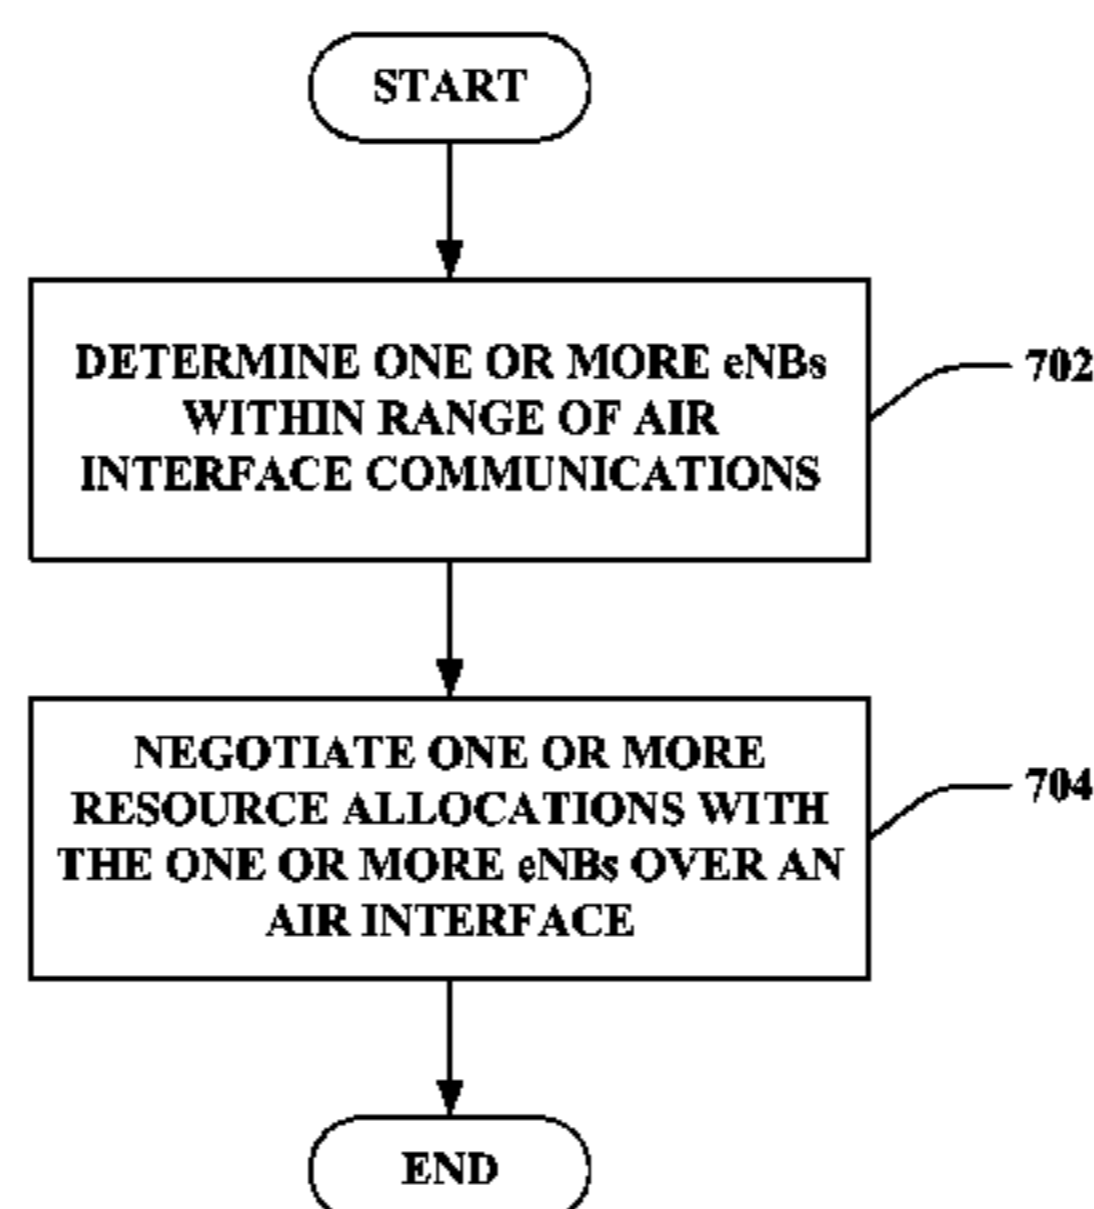 START
DETERMINE ONE OR MORE eNBs
WITHIN RANGE OF AIR
INTERFACE COMMUNICATIONS
702
NEGOTIATE ONE OR MORE
RESOURCE ALLOCATIONS WITH
THE ONE OR MORE eNBs OVER AN
AIR INTERFACE
704
END